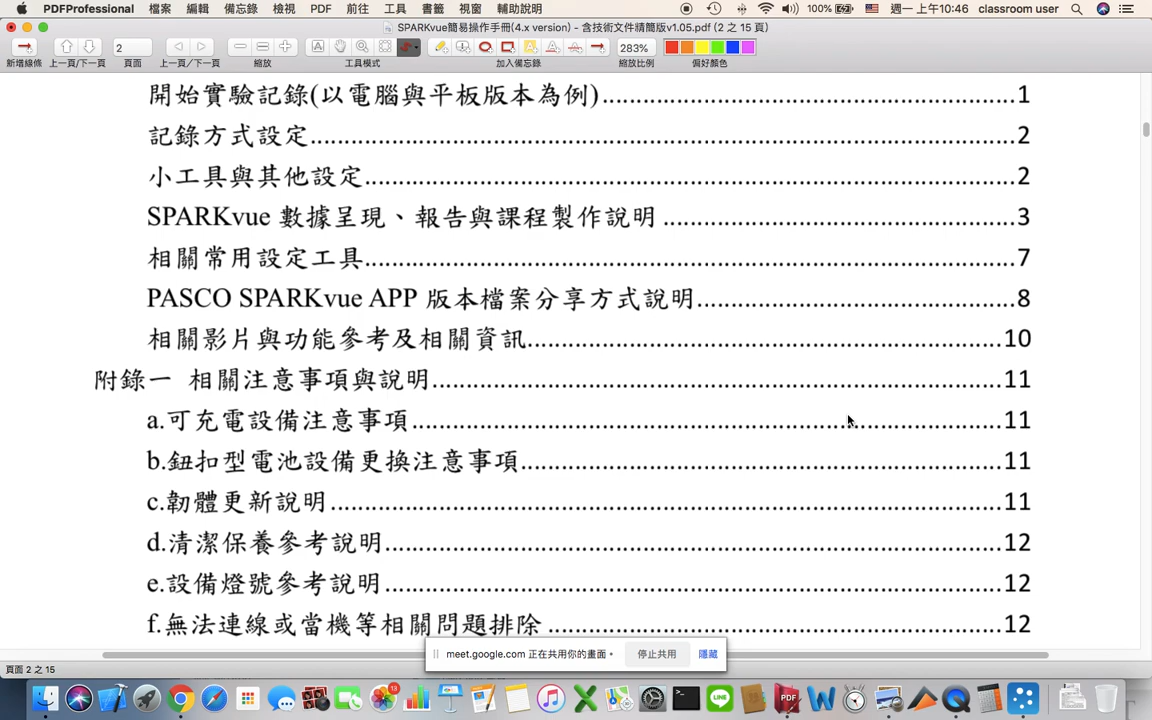 PDFProfessional 檔案 編輯 備忘錄 檢視 PDF 前往 工具 書籤 視窗 輔助說明 100% 週一上午10:46 classroom user
SPARKvue簡易操作手冊(4.x version) - 含技術文件精簡版v1.05.pdf (2 之 15 頁)
2 283%
新增線條 上一頁/下一頁 頁面 上一頁/下一頁 縮放 工具模式 加入備忘錄 縮放比例 偏好顏色
開始實驗記錄(以電腦與平板版本為例)................1
記錄方式設定................2
小工具與其他設定................2
SPARKvue 數據呈現、報告與課程製作說明................3
相關常用設定工具................7
PASCO SPARKvue APP 版本檔案分享方式說明................8
相關影片與功能參考及相關資訊................10
附錄一 相關注意事項與說明................11
a.可充電設備注意事項................11
b.鈕扣型電池設備更換注意事項................11
c.韌體更新說明................11
d.清潔保養參考說明................12
e.設備燈號參考說明................12
f.無法連線或當機等相關問題排除................12
meet.google.com 正在共用你的畫面。 停止共用 隱藏
頁面 2 之 15
13
PDF
LINE